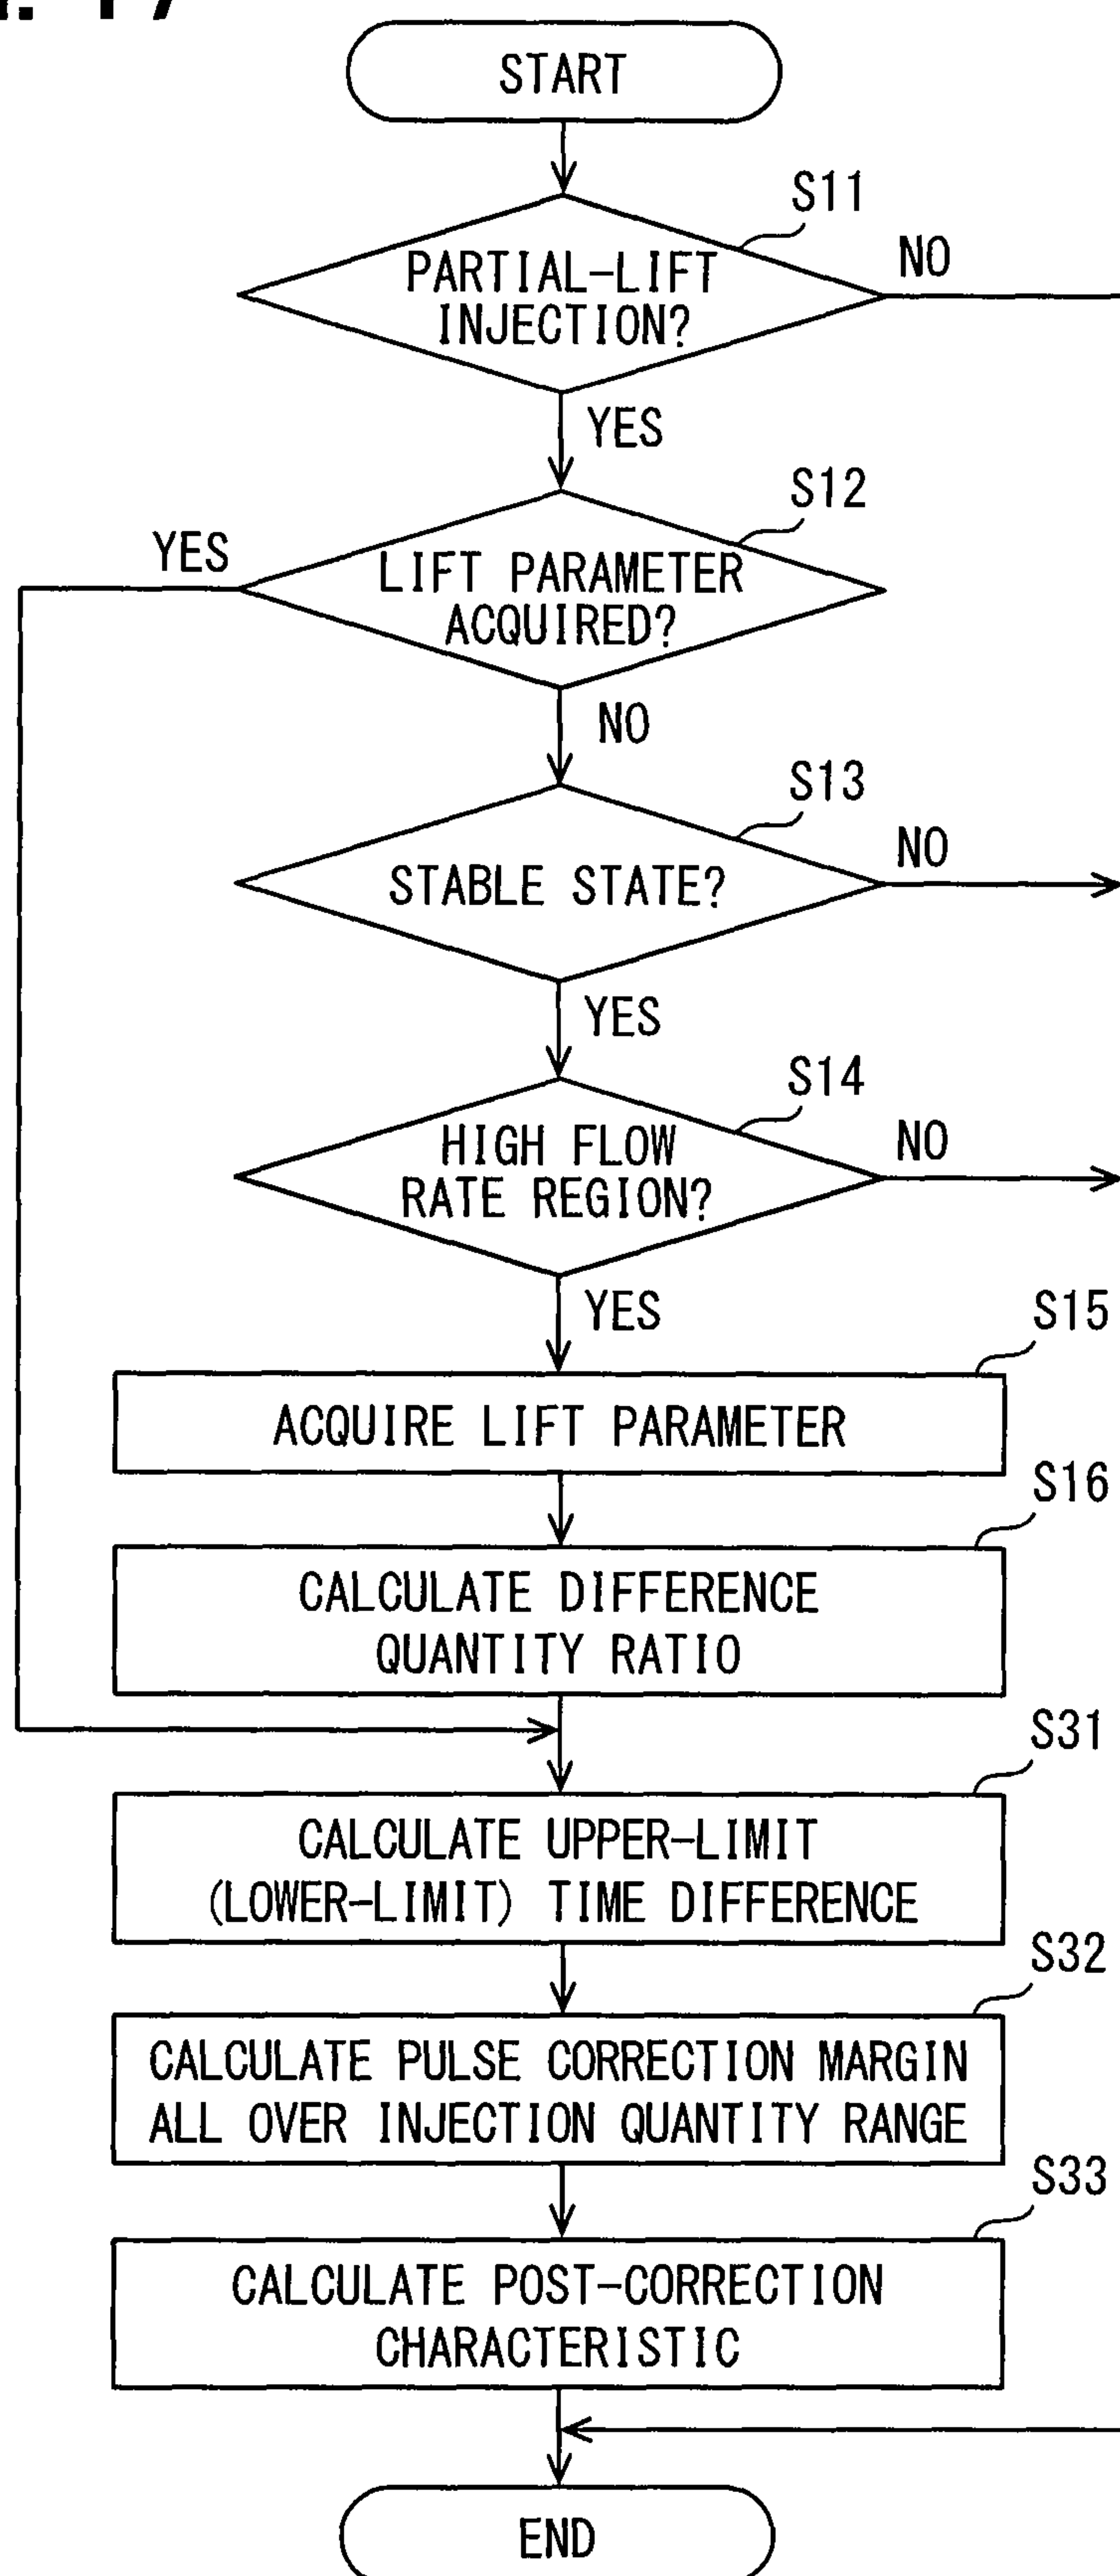 START
S11
PARTIAL-LIFT
INJECTION?
NO
YES
S12
YES
LIFT PARAMETER
ACQUIRED?
NO
S13
STABLE STATE?
NO
YES
S14
HIGH FLOW
RATE REGION?
NO
YES
S15
ACQUIRE LIFT PARAMETER
S16
CALCULATE DIFFERENCE
QUANTITY RATIO
S31
CALCULATE UPPER-LIMIT
(LOWER-LIMIT) TIME DIFFERENCE
S32
CALCULATE PULSE CORRECTION MARGIN
ALL OVER INJECTION QUANTITY RANGE
S33
CALCULATE POST-CORRECTION
CHARACTERISTIC
END